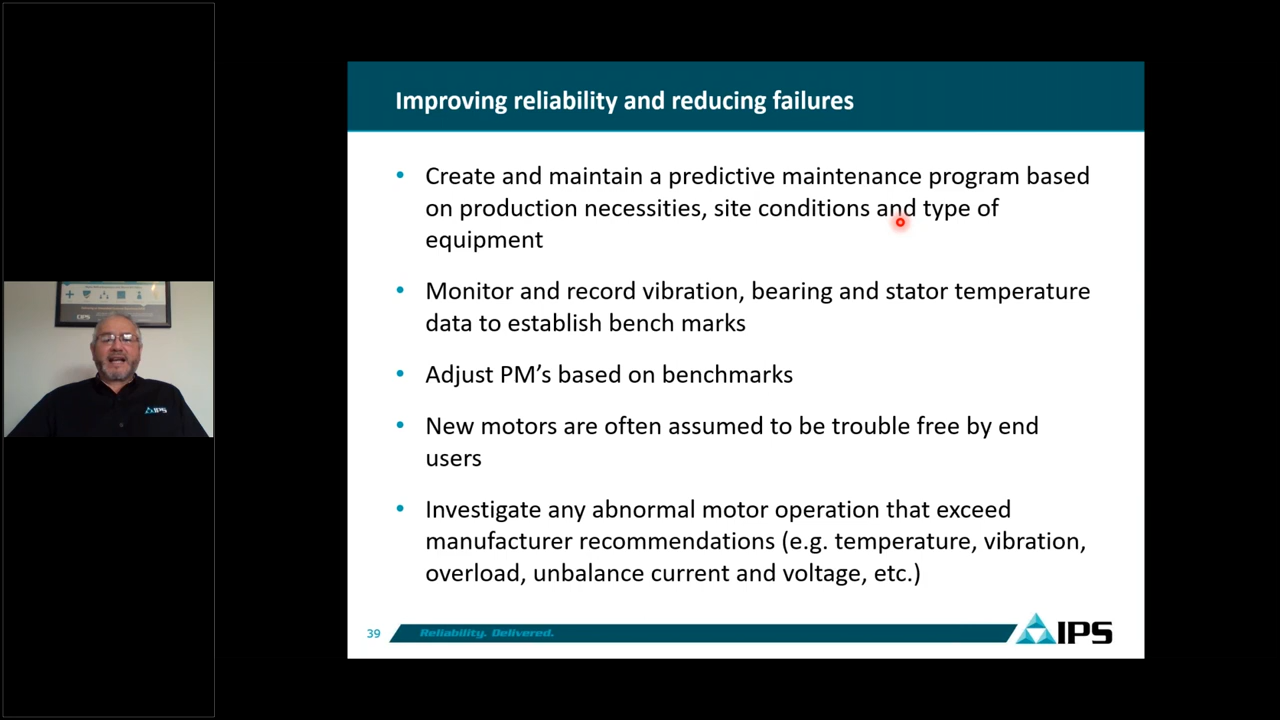 Improving reliability and reducing failures
• Create and maintain a predictive maintenance program based
on production necessities, site conditions and type of
equipment
• Monitor and record vibration, bearing and stator temperature
data to establish bench marks
• Adjust PM’s based on benchmarks
• New motors are often assumed to be trouble free by end
users
• Investigate any abnormal motor operation that exceed
manufacturer recommendations (e.g. temperature, vibration,
overload, unbalance current and voltage, etc.)
39
Reliability. Delivered.
IPS
IPS
IPS